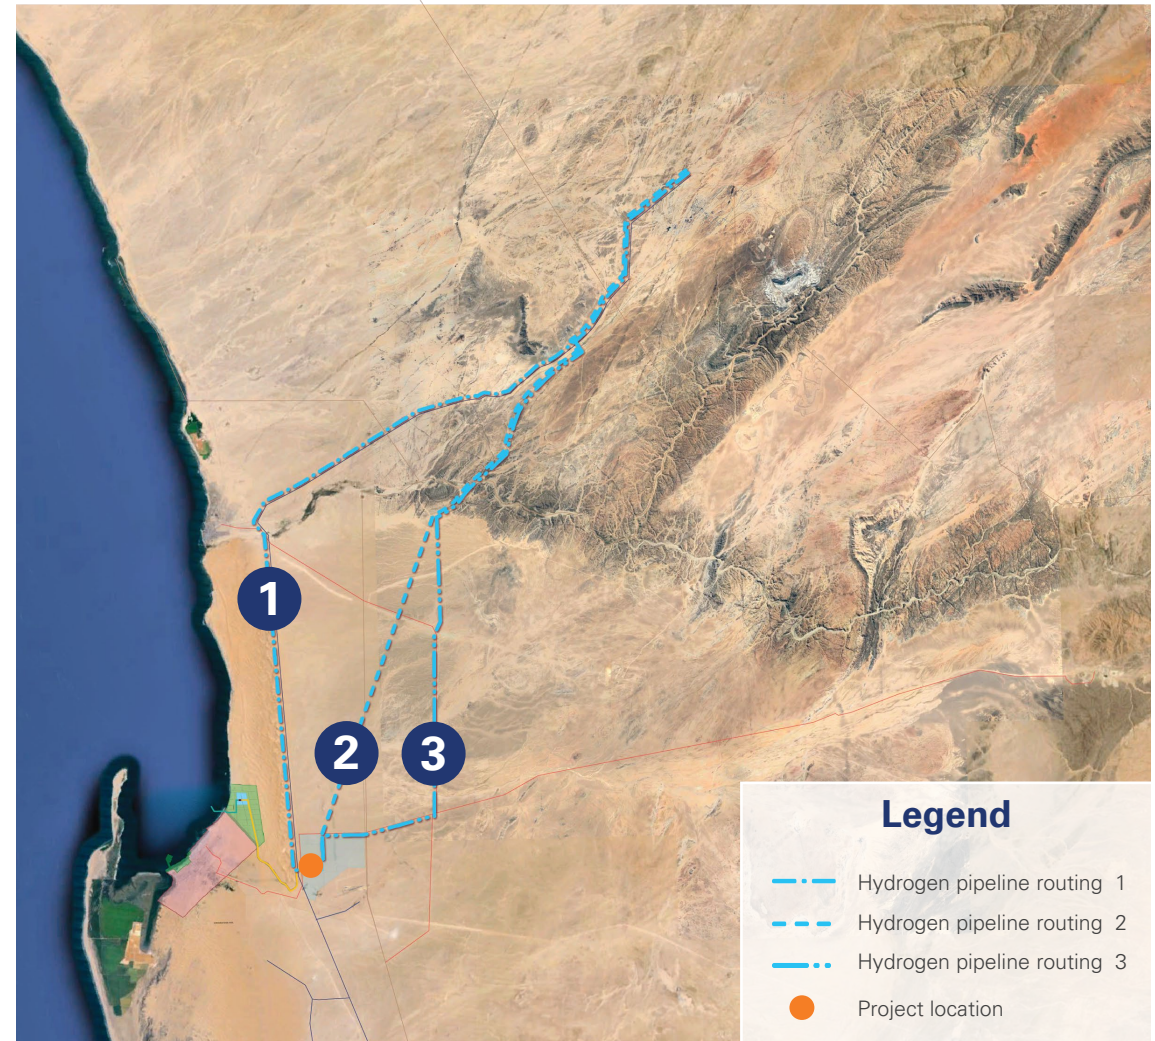 1
2
3
Legend
Hydrogen pipeline routing 1
Hydrogen pipeline routing 2
Hydrogen pipeline routing 3
Project location